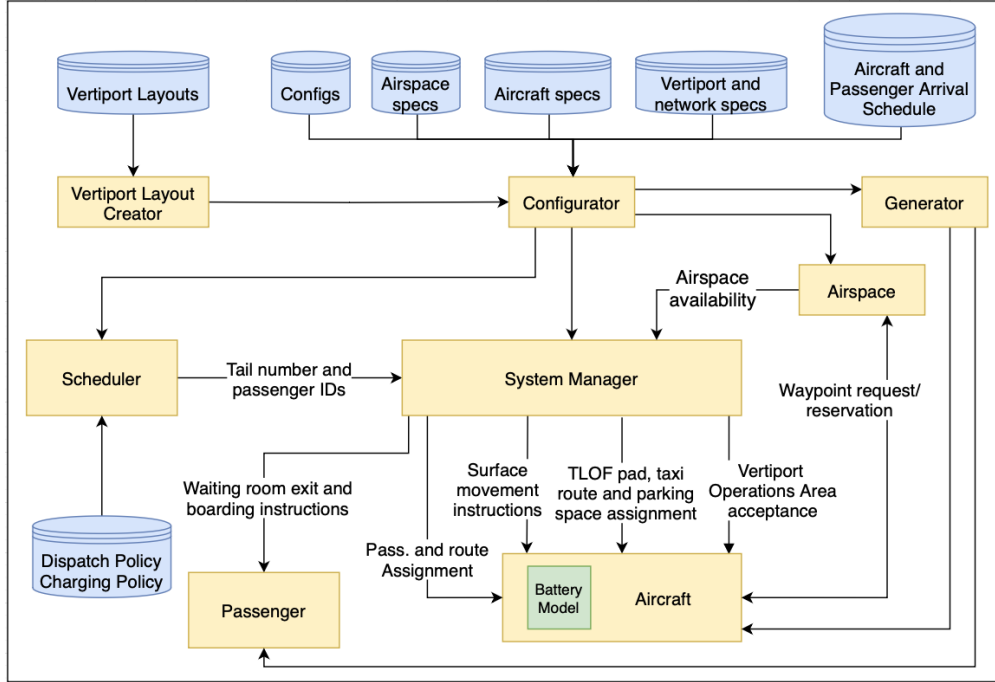 Vertiport Layouts
Configs
Airspace
specs
Aircraft specs
Vertiport and
network specs
Aircraft and
Passenger Arrival
Schedule
Vertiport Layout
Creator
Configurator
Generator
Airspace
availability
Airspace
Scheduler
Tail number and
passenger IDs
System Manager
Waypoint request/
reservation
Waiting room exit and
boarding instructions
Surface
movement
instructions
TLOF pad, taxi
route and parking
space assignment
Vertiport
Operations Area
acceptance
Pass. and route
Assignment
Dispatch Policy
Charging Policy
Passenger
Battery
Model
Aircraft